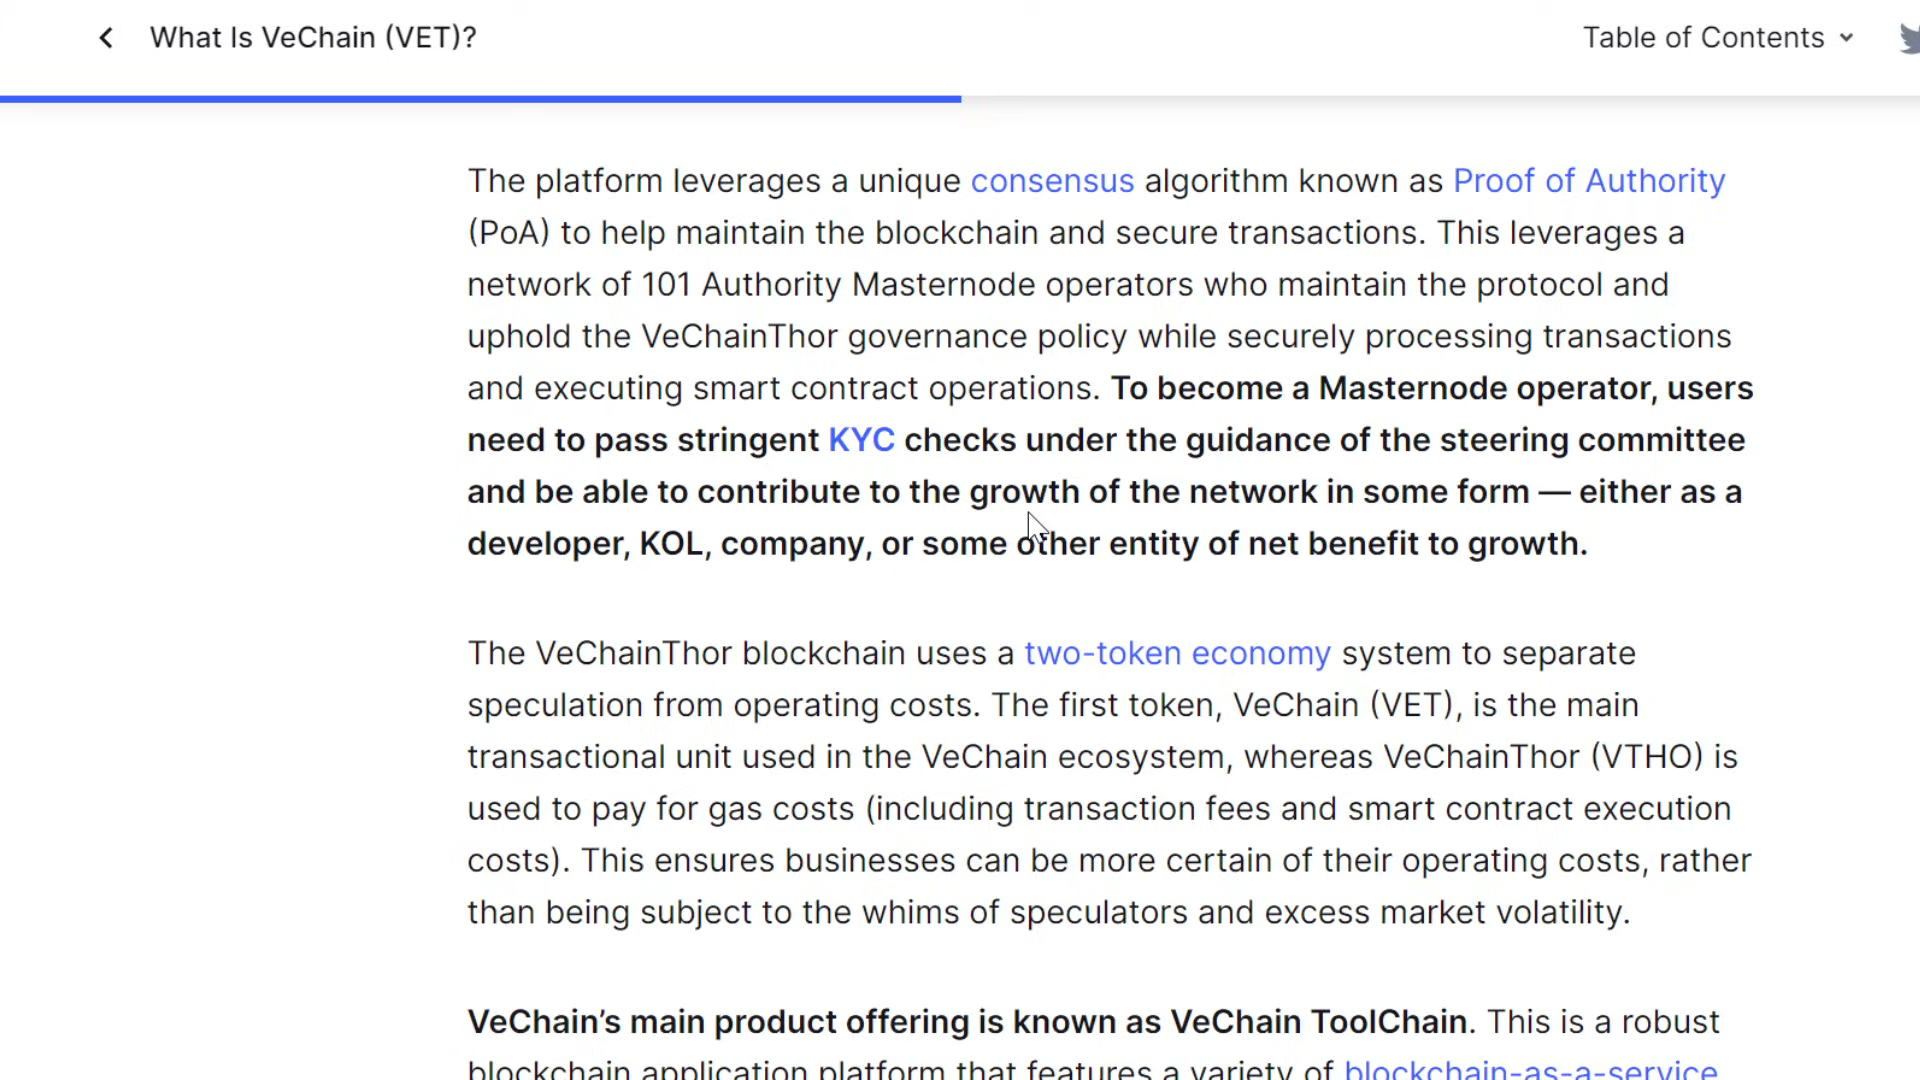 What Is VeChain (VET)?
Table of Contents
The platform leverages a unique consensus algorithm known as Proof of Authority
(PoA) to help maintain the blockchain and secure transactions. This leverages a
network of 101 Authority Masternode operators who maintain the protocol and
uphold the VeChainThor governance policy while securely processing transactions
and executing smart contract operations. To become a Masternode operator, users
need to pass stringent KYC checks under the guidance of the steering committee
and be able to contribute to the growth of the network in some form — either as a
developer, KOL, company, or some other entity of net benefit to growth.
The VeChainThor blockchain uses a two-token economy system to separate
speculation from operating costs. The first token, VeChain (VET), is the main
transactional unit used in the VeChain ecosystem, whereas VeChainThor (VTHO) is
used to pay for gas costs (including transaction fees and smart contract execution
costs). This ensures businesses can be more certain of their operating costs, rather
than being subject to the whims of speculators and excess market volatility.
VeChain’s main product offering is known as VeChain ToolChain. This is a robust
blockchain application platform that features a variety of blockchain-as-a-service